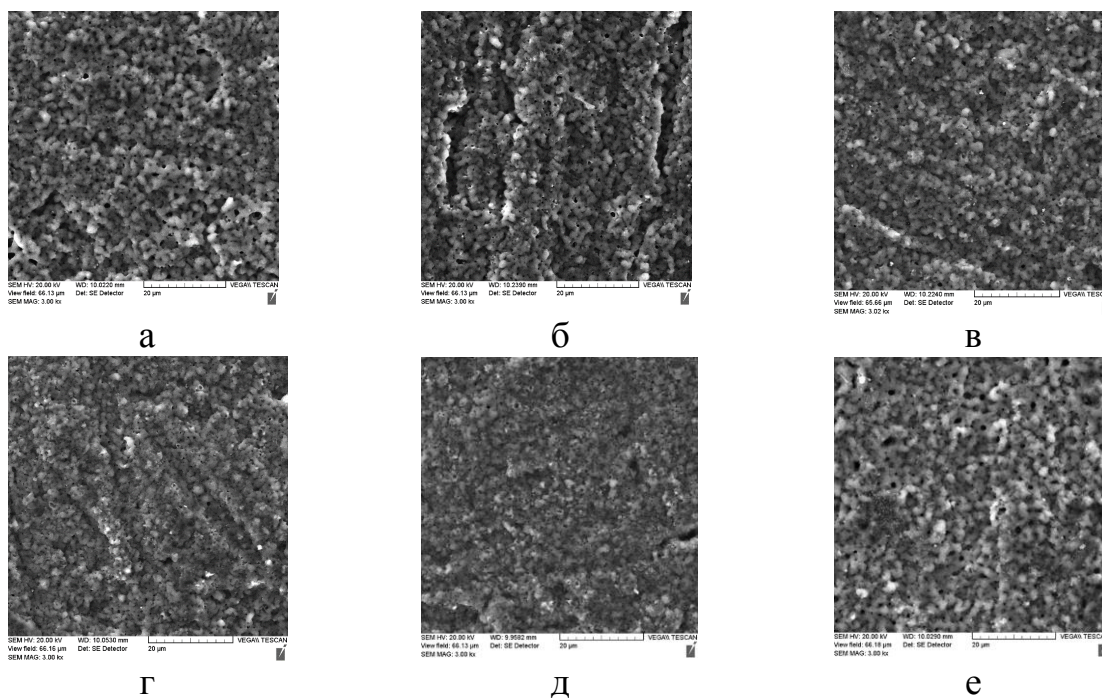 SEM HV: 20.00 kV WD: 10.0220 mm
View field: 66.13 µm Det: SE Detector 20 µm VEGA\\ TESCAN
SEM MAG: 3.00 kx
а
SEM HV: 20.00 kV WD: 10.2390 mm
View field: 66.13 µm Det: SE Detector 20 µm VEGA\\ TESCAN
SEM MAG: 3.00 kx
б
SEM HV: 20.00 kV WD: 10.2240 mm
View field: 65.66 µm Det: SE Detector 20 µm VEGA\\ TESCAN
SEM MAG: 3.02 kx
в
SEM HV: 20.00 kV WD: 10.0530 mm
View field: 66.16 µm Det: SE Detector 20 µm VEGA\\ TESCAN
SEM MAG: 3.00 kx
г
SEM HV: 20.00 kV WD: 9.9582 mm
View field: 66.13 µm Det: SE Detector 20 µm VEGA\\ TESCAN
SEM MAG: 3.00 kx
д
SEM HV: 20.00 kV WD: 10.0290 mm
View field: 66.18 µm Det: SE Detector 20 µm VEGA\\ TESCAN
SEM MAG: 3.00 kx
е